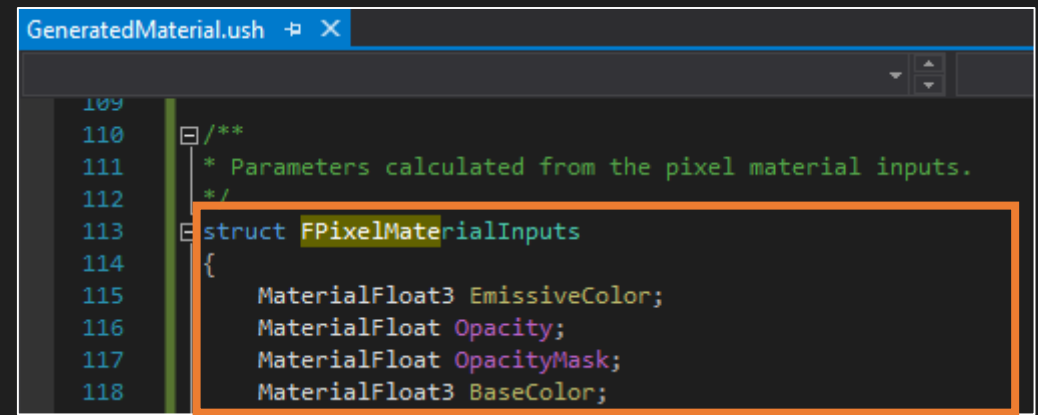 GeneratedMaterial.ush
109
110 /**
111 * Parameters calculated from the pixel material inputs.
112 */
113 struct FPixelMaterialInputs
114 {
115 MaterialFloat3 EmissiveColor;
116 MaterialFloat Opacity;
117 MaterialFloat OpacityMask;
118 MaterialFloat3 BaseColor;